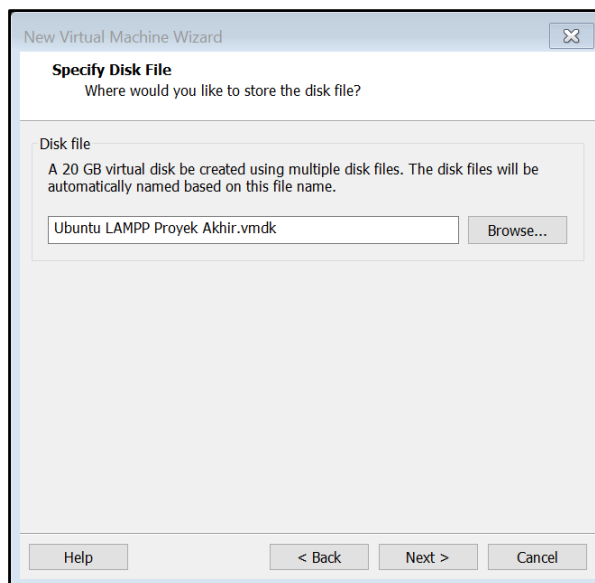 New Virtual Machine Wizard
Specify Disk File
Where would you like to store the disk file?
Disk file
A 20 GB virtual disk be created using multiple disk files. The disk files will be
automatically named based on this file name.
Ubuntu LAMPP Proyek Akhir.vmdk
Browse...
Help
< Back
Next >
Cancel